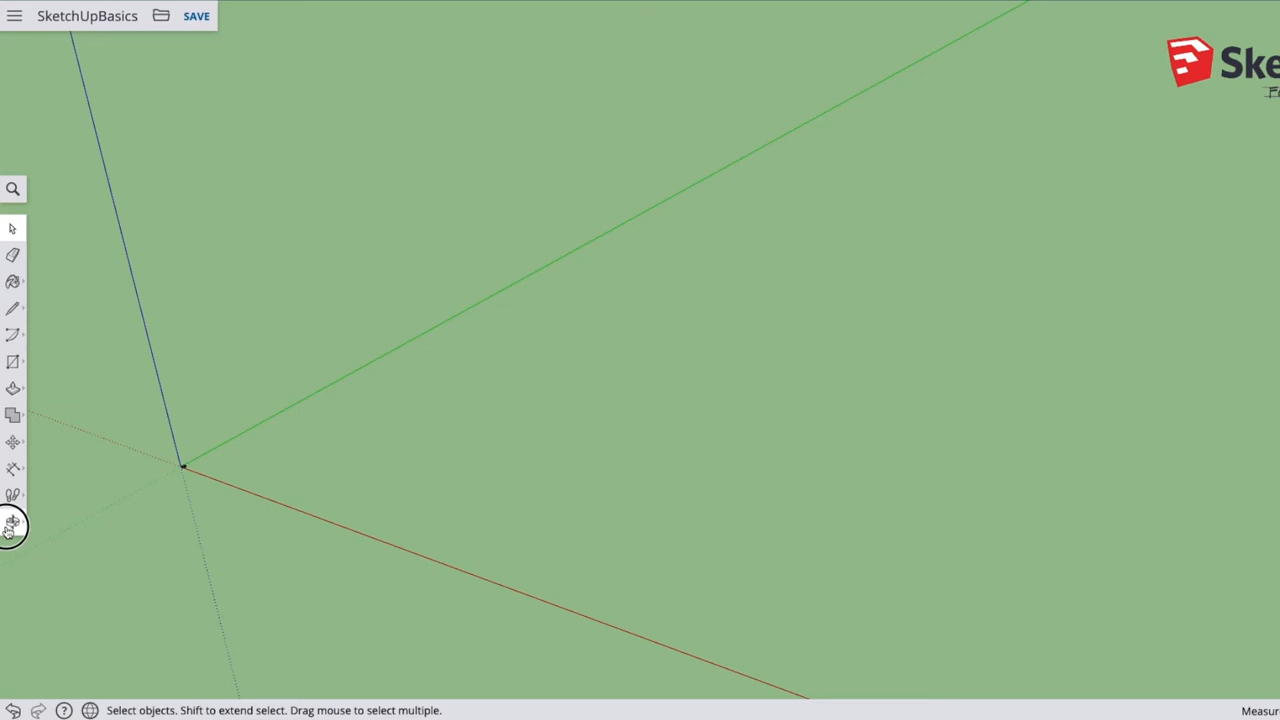 SketchUpBasics SAVE
Ske
Select objects. Shift to extend select. Drag mouse to select multiple.
Measur